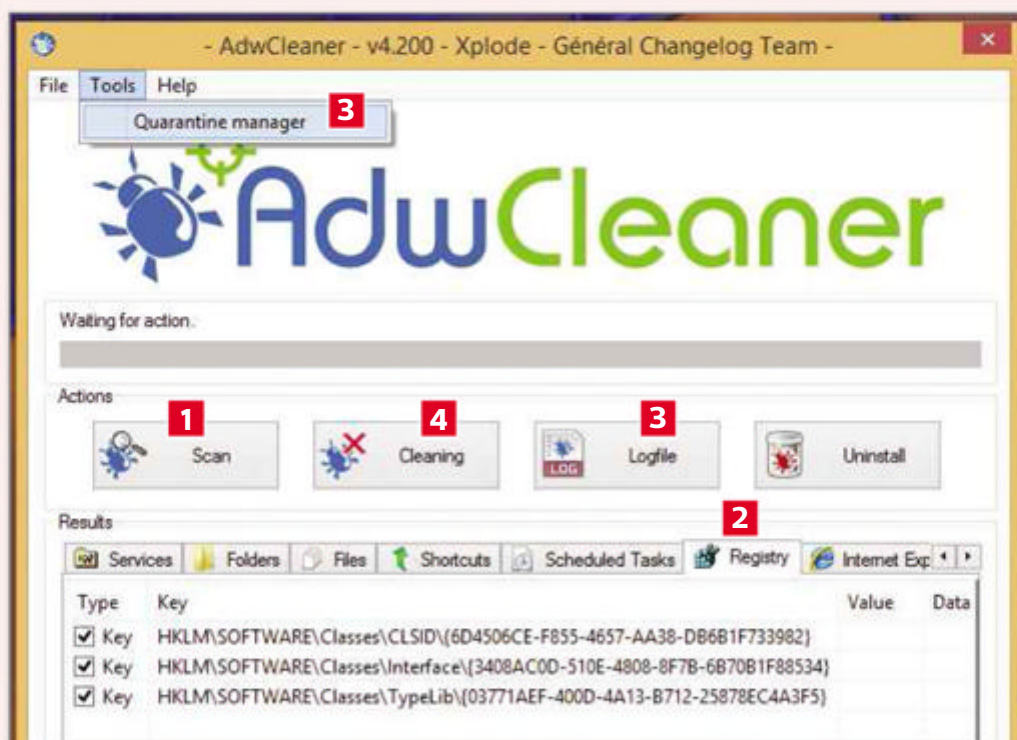 - AdwCleaner - v4.200 - Xplode - Général Changelog Team -
File Tools Help
Quarantine manager 3
AdwCleaner
Waiting for action.
Actions
1 4 3
Scan Cleaning LOG Logfile Uninstall
Results 2
Services Folders Files Shortcuts Scheduled Tasks Registry Internet Exp
Type Key Value Data
Key HKLM\SOFTWARE\Classes\CLSID\{6D4506CE-F855-4657-AA38-DB6B1F733982}
Key HKLM\SOFTWARE\Classes\Interface\{3408AC0D-510E-4808-8F7B-6B70B1F88534}
Key HKLM\SOFTWARE\Classes\TypeLib\{03771AEF-400D-4A13-B712-25878EC4A3F5}